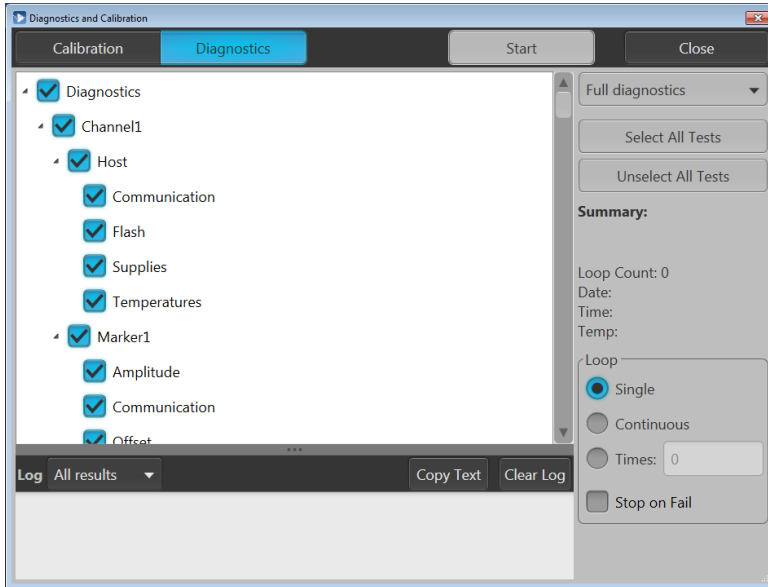 Diagnostics and Calibration
Calibration
Diagnostics
Start
Close
Diagnostics
Channel1
Host
Communication
Flash
Supplies
Temperatures
Marker1
Amplitude
Communication
Offset
Full diagnostics
Select All Tests
Unselect All Tests
Summary:
Loop Count: 0
Date:
Time:
Temp:
Loop
Single
Continuous
Times: 0
Stop on Fail
Log All results Copy Text Clear Log